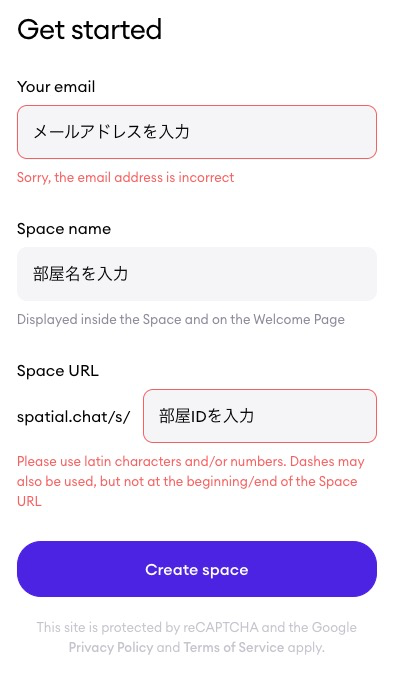 Get started
Your email
メールアドレスを入力
Sorry, the email address is incorrect
Space name
部屋名を入力
Displayed inside the Space and on the Welcome Page
Space URL
spatial.chat/s/ 部屋IDを入力
Please use latin characters and/or numbers. Dashes may
also be used, but not at the beginning/end of the Space
URL
Create space
This site is protected by reCAPTCHA and the Google
Privacy Policy and Terms of Service apply.